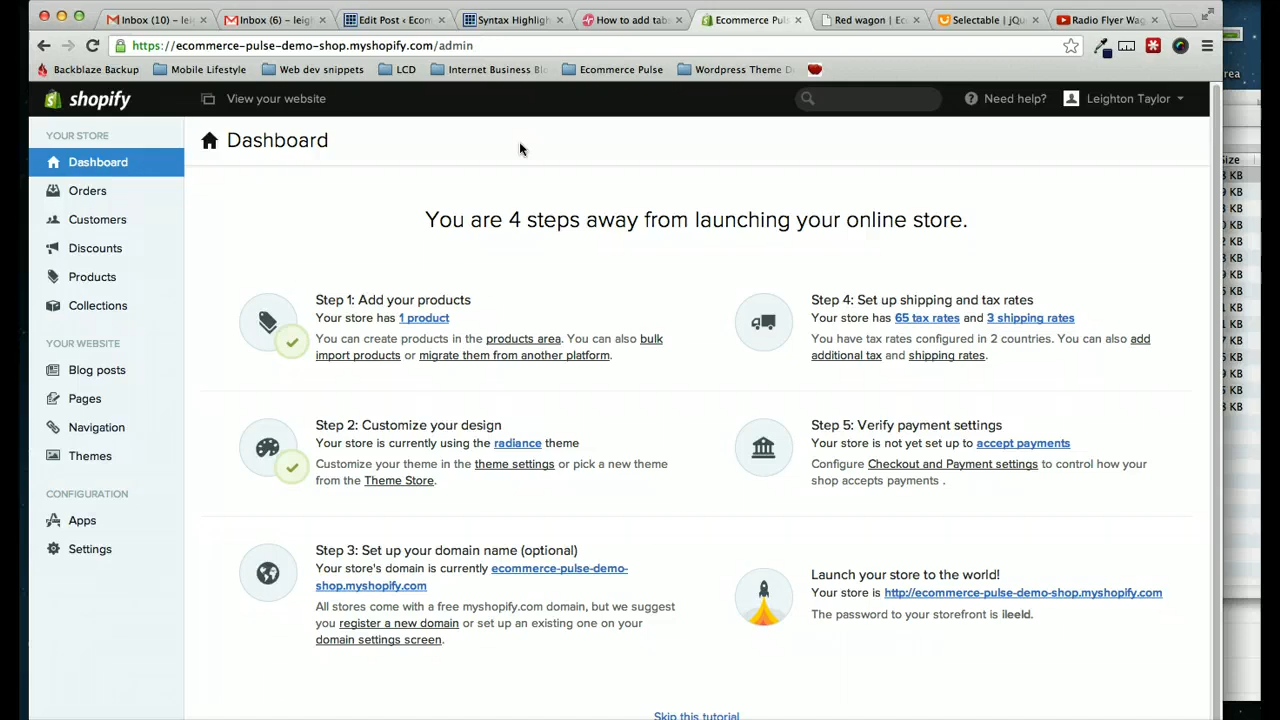 Inbox (10) – leig
Inbox (6) – leigh
Edit Post ‹ Ecom
Syntax Highligh
How to add tabs
Ecommerce Puls
Red wagon | Eco
Selectable | jQue
Radio Flyer Wag
https://ecommerce-pulse-demo-shop.myshopify.com/admin
Backblaze Backup
Mobile Lifestyle
Web dev snippets
LCD
Internet Business Bl
Ecommerce Pulse
Wordpress Theme D
rea
shopify
View your website
Need help?
Leighton Taylor
YOUR STORE
Dashboard
Orders
Customers
Discounts
Products
Collections
YOUR WEBSITE
Blog posts
Pages
Navigation
Themes
CONFIGURATION
Apps
Settings
Dashboard
You are 4 steps away from launching your online store.
Step 1: Add your products
Your store has 1 product
You can create products in the products area. You can also bulk
import products or migrate them from another platform.
Step 2: Customize your design
Your store is currently using the radiance theme
Customize your theme in the theme settings or pick a new theme
from the Theme Store.
Step 3: Set up your domain name (optional)
Your store's domain is currently ecommerce-pulse-demo-
shop.myshopify.com
All stores come with a free myshopify.com domain, but we suggest
you register a new domain or set up an existing one on your
domain settings screen.
Step 4: Set up shipping and tax rates
Your store has 65 tax rates and 3 shipping rates
You have tax rates configured in 2 countries. You can also add
additional tax and shipping rates.
Step 5: Verify payment settings
Your store is not yet set up to accept payments
Configure Checkout and Payment settings to control how your
shop accepts payments .
Launch your store to the world!
Your store is http://ecommerce-pulse-demo-shop.myshopify.com
The password to your storefront is ileeld.
Skip this tutorial
Size